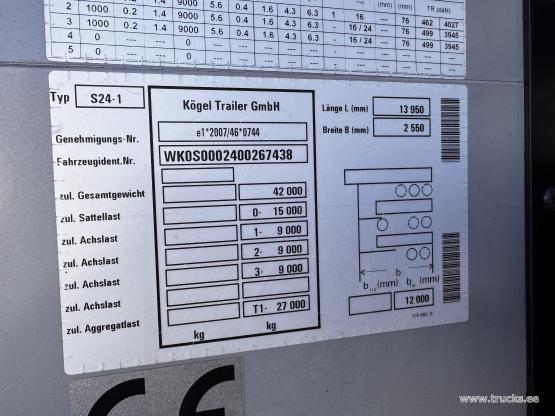 (mm) (mm) TR (daN)
2 1000 0.2 1.4 9000 5.6 0.4 1.6 4.3 6.3 1 16 --- 76 462 4027
3 1000 0.2 1.4 9000 5.6 0.4 1.6 4.3 6.3 - 16 / 24 --- 76 499 3945
4 0 --- --- --- --- --- --- --- --- - 16 / 24 --- 76 499 3945
5 0 --- --- --- --- --- --- ---
Typ S24-1
Kögel Trailer GmbH
Länge L (mm) 13 950
Genehmigungs-Nr. e1*2007/46*0744
Breite B (mm) 2 550
Fahrzeugident.Nr. WK0S0002400267438
zul. Gesamtgewicht 42 000
zul. Sattellast 0- 15 000
zul. Achslast 1- 9 000
zul. Achslast 2- 9 000
zul. Achslast 3- 9 000
zul. Achslast
zul. Aggregatlast T1- 27 000
kg kg
b
(mm) (mm)
12 000
CE
www.trucks.ee